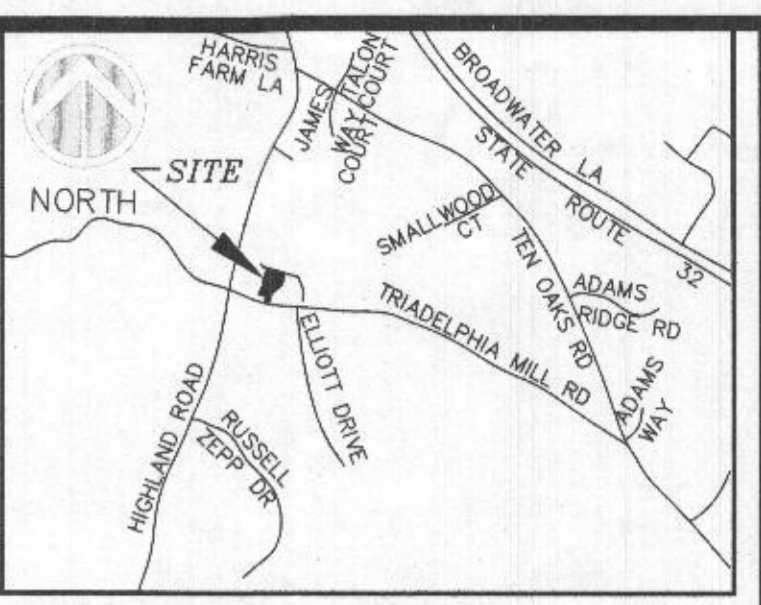 HARRIS
FARM LA
JAMES
WAY COURT
TALON
COURT
BROADWATER LA
STATE ROUTE 32
SITE
NORTH
SMALLWOOD
CT
TEN OAKS RD
ADAMS
RIDGE RD
TRIADELPHIA MILL RD
ADAMS
WAY
ELLIOTT DRIVE
HIGHLAND ROAD
RUSSELL
ZEPP DR